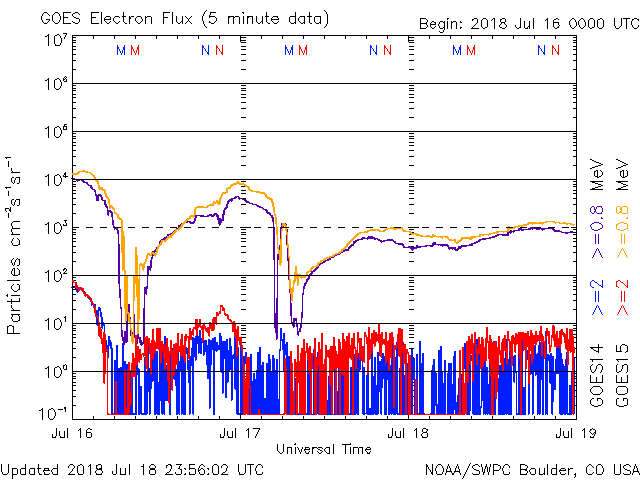 GOES Electron Flux (5 minute data)
Begin: 2018 Jul 16 0000 UTC
M M N N M M N N M M N N
10⁷
10⁶
10⁵
10⁴
10³
10²
10¹
10⁰
10⁻¹
Particles cm⁻²s⁻¹sr⁻¹
GOES14 >=2 >=0.8 MeV
GOES15 >=2 >=0.8 MeV
Jul 16 Jul 17 Jul 18 Jul 19
Universal Time
Updated 2018 Jul 18 23:56:02 UTC
NOAA/SWPC Boulder, CO USA